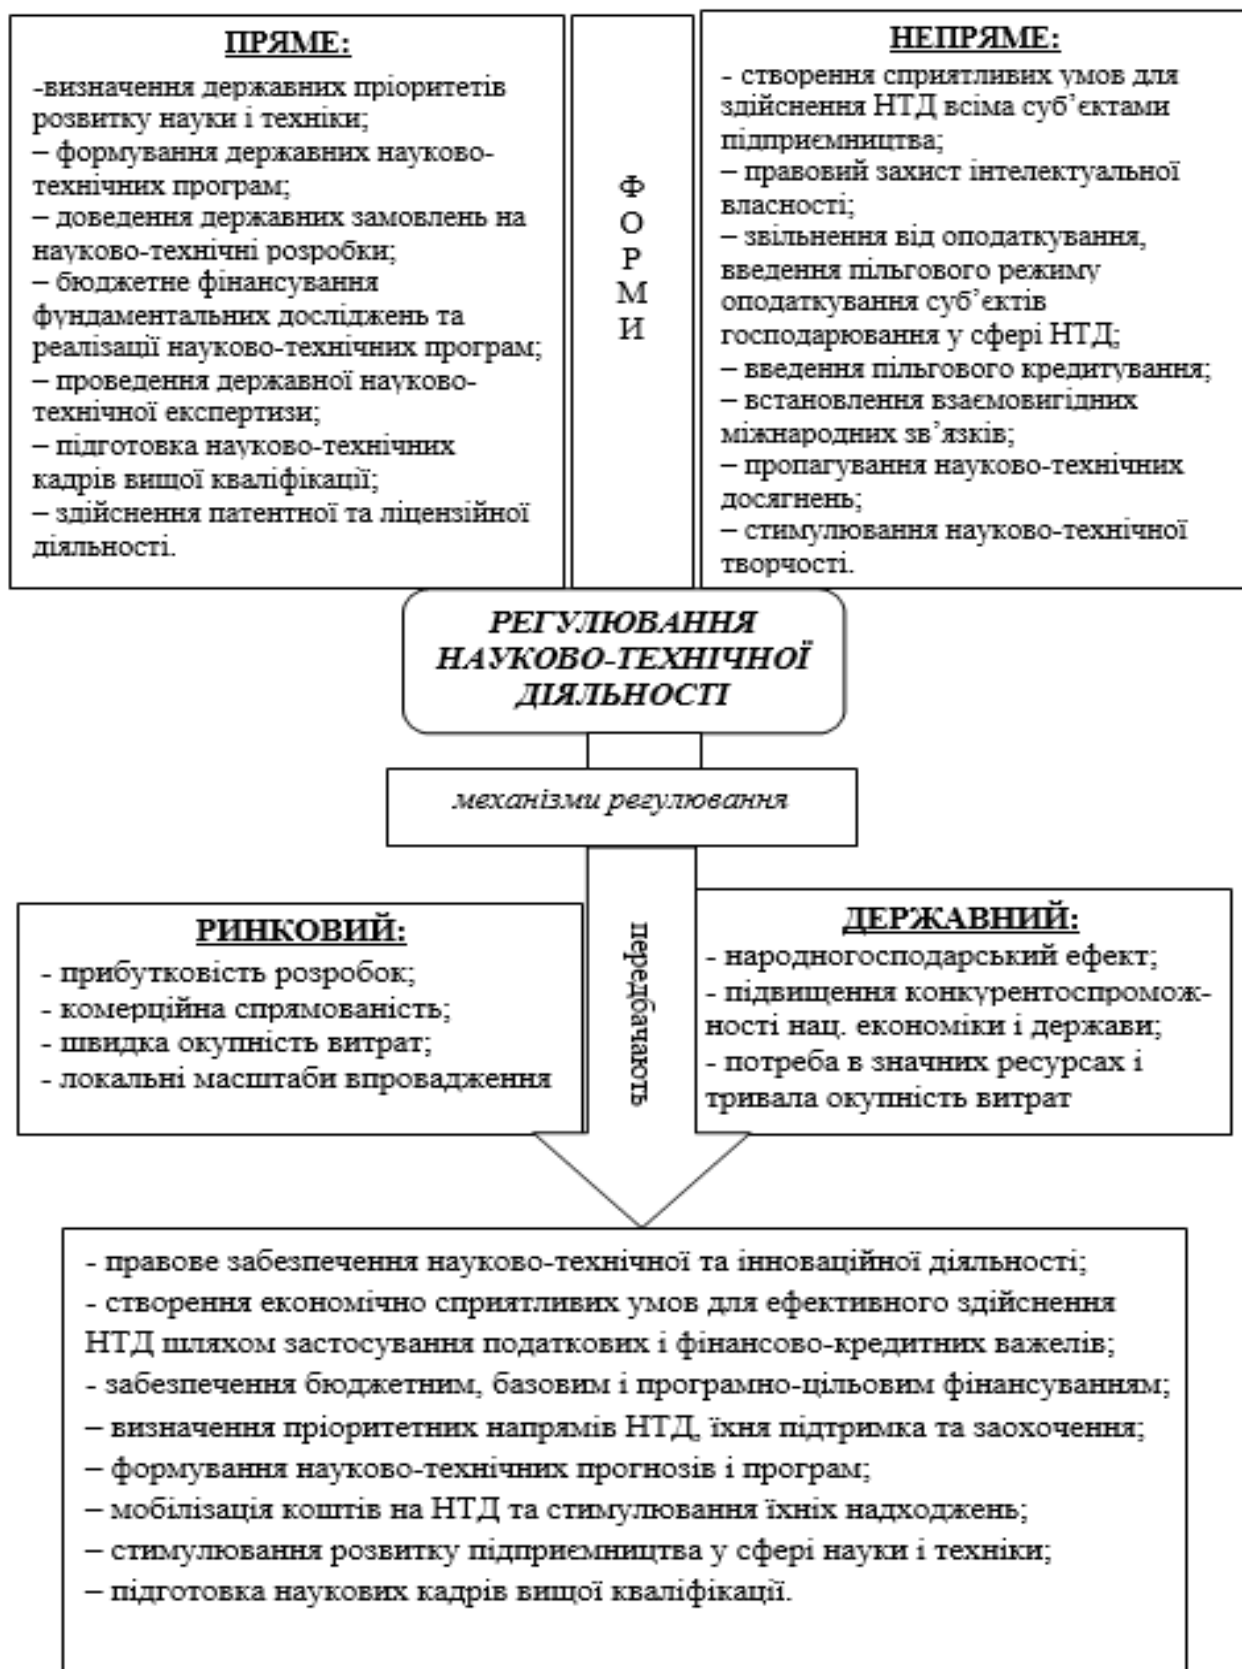 ПРЯМЕ:
-визначення державних пріоритетів
розвитку науки і техніки;
– формування державних науково-
технічних програм;
– доведення державних замовлень на
науково-технічні розробки;
– бюджетне фінансування
фундаментальних досліджень та
реалізації науково-технічних програм;
– проведення державної науково-
технічної експертизи;
– підготовка науково-технічних
кадрів вищої кваліфікації;
– здійснення патентної та ліцензійної
діяльності.
Ф
О
Р
М
И
НЕПРЯМЕ:
- створення сприятливих умов для
здійснення НТД всіма суб’єктами
підприємництва;
– правовий захист інтелектуальної
власності;
– звільнення від оподаткування,
введення пільгового режиму
оподаткування суб’єктів
господарювання у сфері НТД;
– введення пільгового кредитування;
– встановлення взаємовигідних
міжнародних зв’язків;
– пропагування науково-технічних
досягнень;
– стимулювання науково-технічної
творчості.
РЕГУЛЮВАННЯ
НАУКОВО-ТЕХНІЧНОЇ
ДІЯЛЬНОСТІ
механізми регулювання
передбачають
РИНКОВИЙ:
- прибутковість розробок;
- комерційна спрямованість;
- швидка окупність витрат;
- локальні масштаби впровадження
ДЕРЖАВНИЙ:
- народногосподарський ефект;
- підвищення конкурентоспромож-
ності нац. економіки і держави;
- потреба в значних ресурсах і
тривала окупність витрат
- правове забезпечення науково-технічної та інноваційної діяльності;
- створення економічно сприятливих умов для ефективного здійснення
НТД шляхом застосування податкових і фінансово-кредитних важелів;
- забезпечення бюджетним, базовим і програмно-цільовим фінансуванням;
– визначення пріоритетних напрямів НТД, їхня підтримка та заохочення;
– формування науково-технічних прогнозів і програм;
– мобілізація коштів на НТД та стимулювання їхніх надходжень;
– стимулювання розвитку підприємництва у сфері науки і техніки;
– підготовка наукових кадрів вищої кваліфікації.